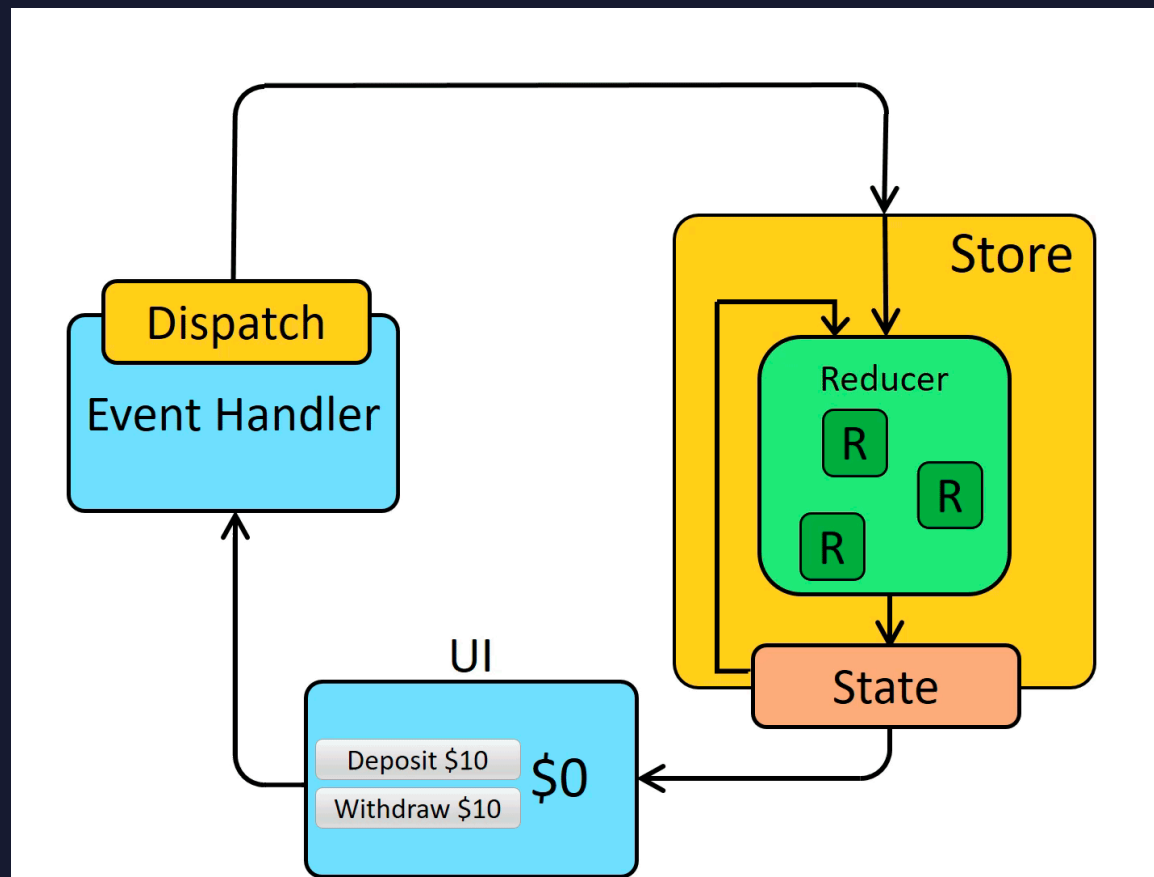 Store
Dispatch
Event Handler
Reducer
R
R
R
State
UI
Deposit $10
$0
Withdraw $10